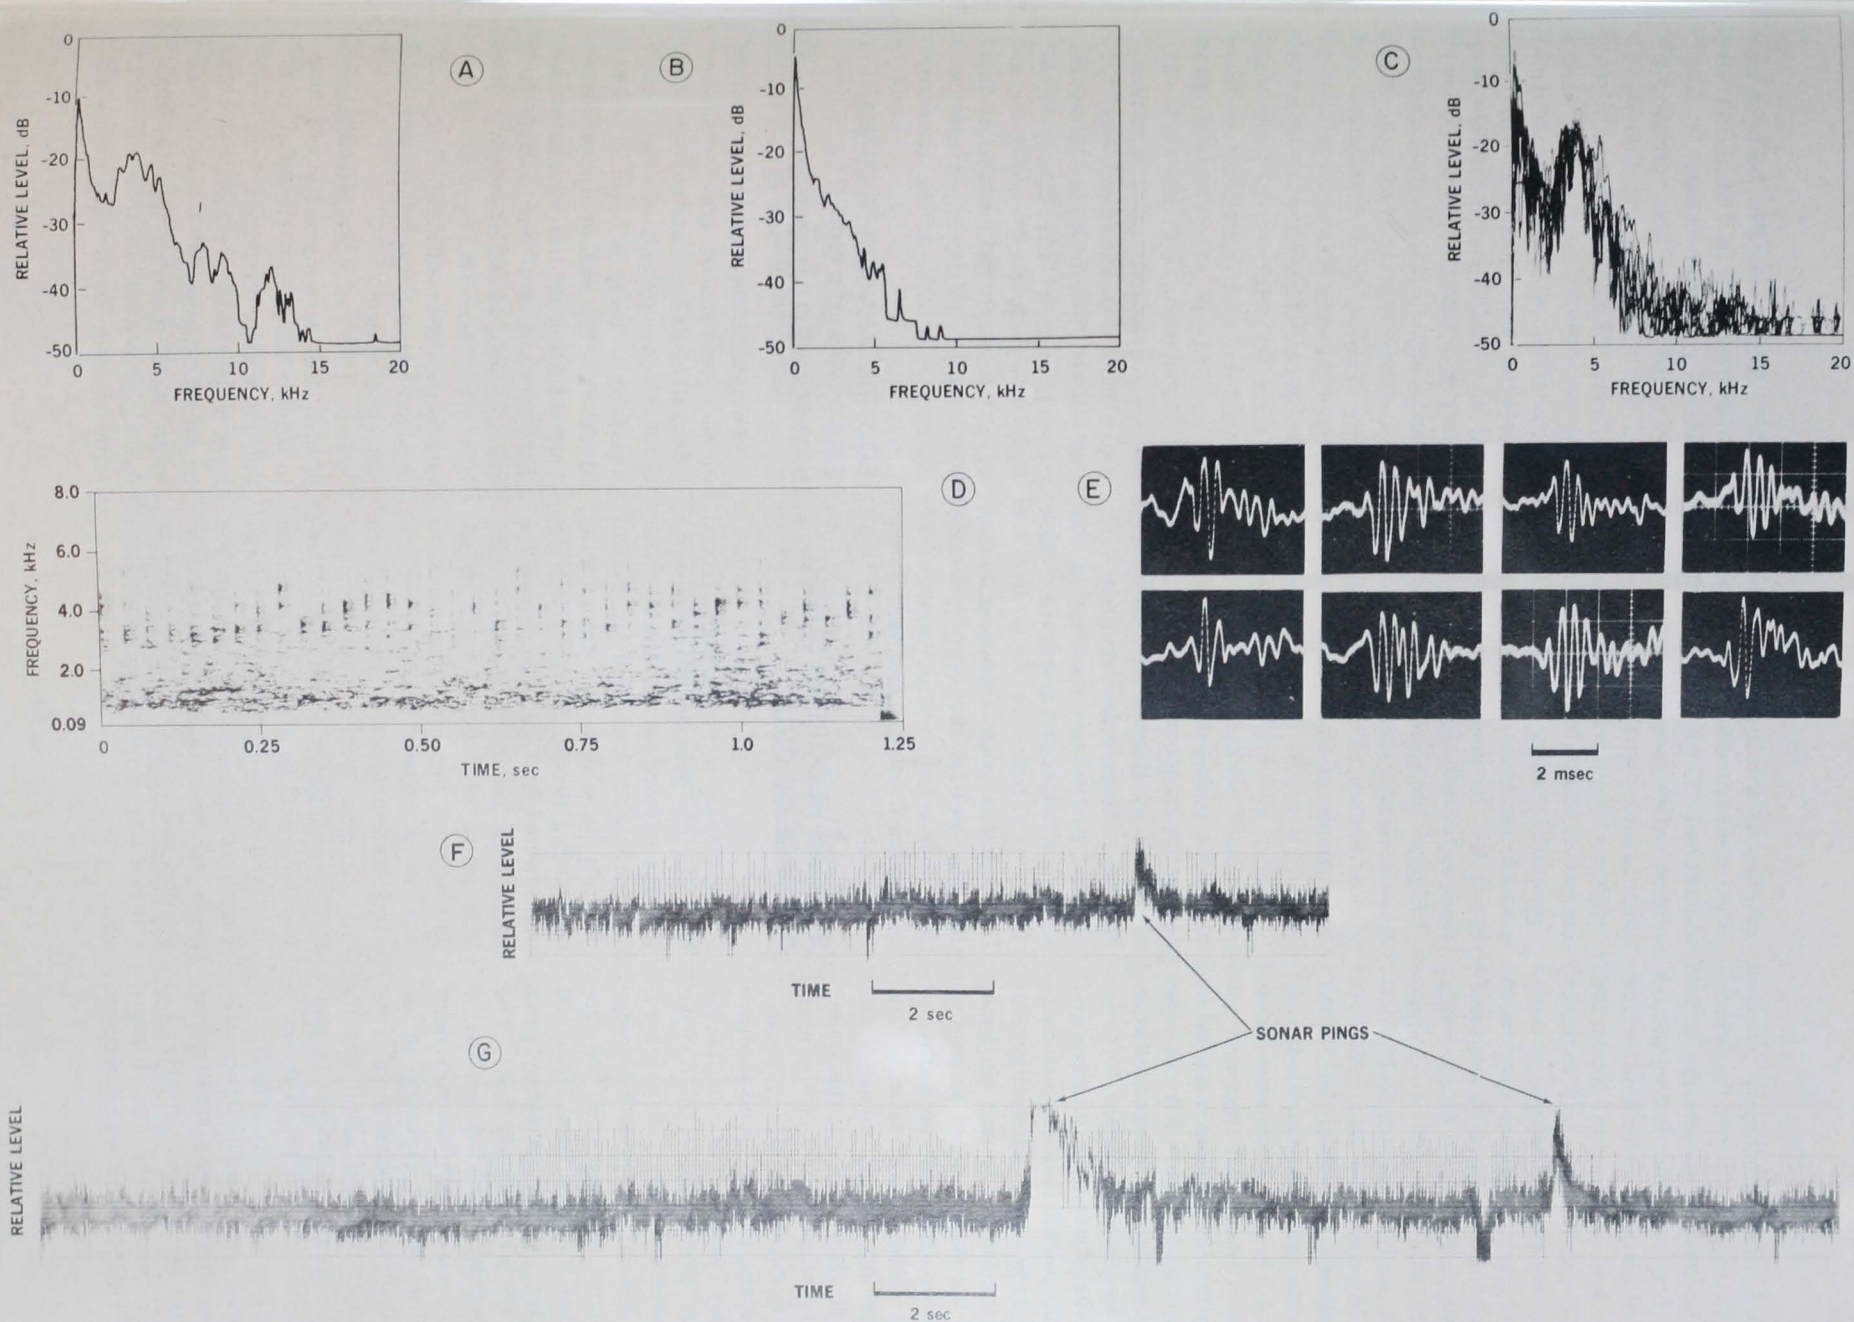 A
0
-10
-20
-30
-40
-50
RELATIVE LEVEL, dB
0 5 10 15 20
FREQUENCY, kHz
B
0
-10
-20
-30
-40
-50
RELATIVE LEVEL, dB
0 5 10 15 20
FREQUENCY, kHz
C
0
-10
-20
-30
-40
-50
RELATIVE LEVEL, dB
0 5 10 15 20
FREQUENCY, kHz
D
8.0
6.0
4.0
2.0
0.09
FREQUENCY, kHz
0 0.25 0.50 0.75 1.0 1.25
TIME, sec
E
2 msec
F
RELATIVE LEVEL
TIME
2 sec
SONAR PINGS
G
RELATIVE LEVEL
TIME
2 sec